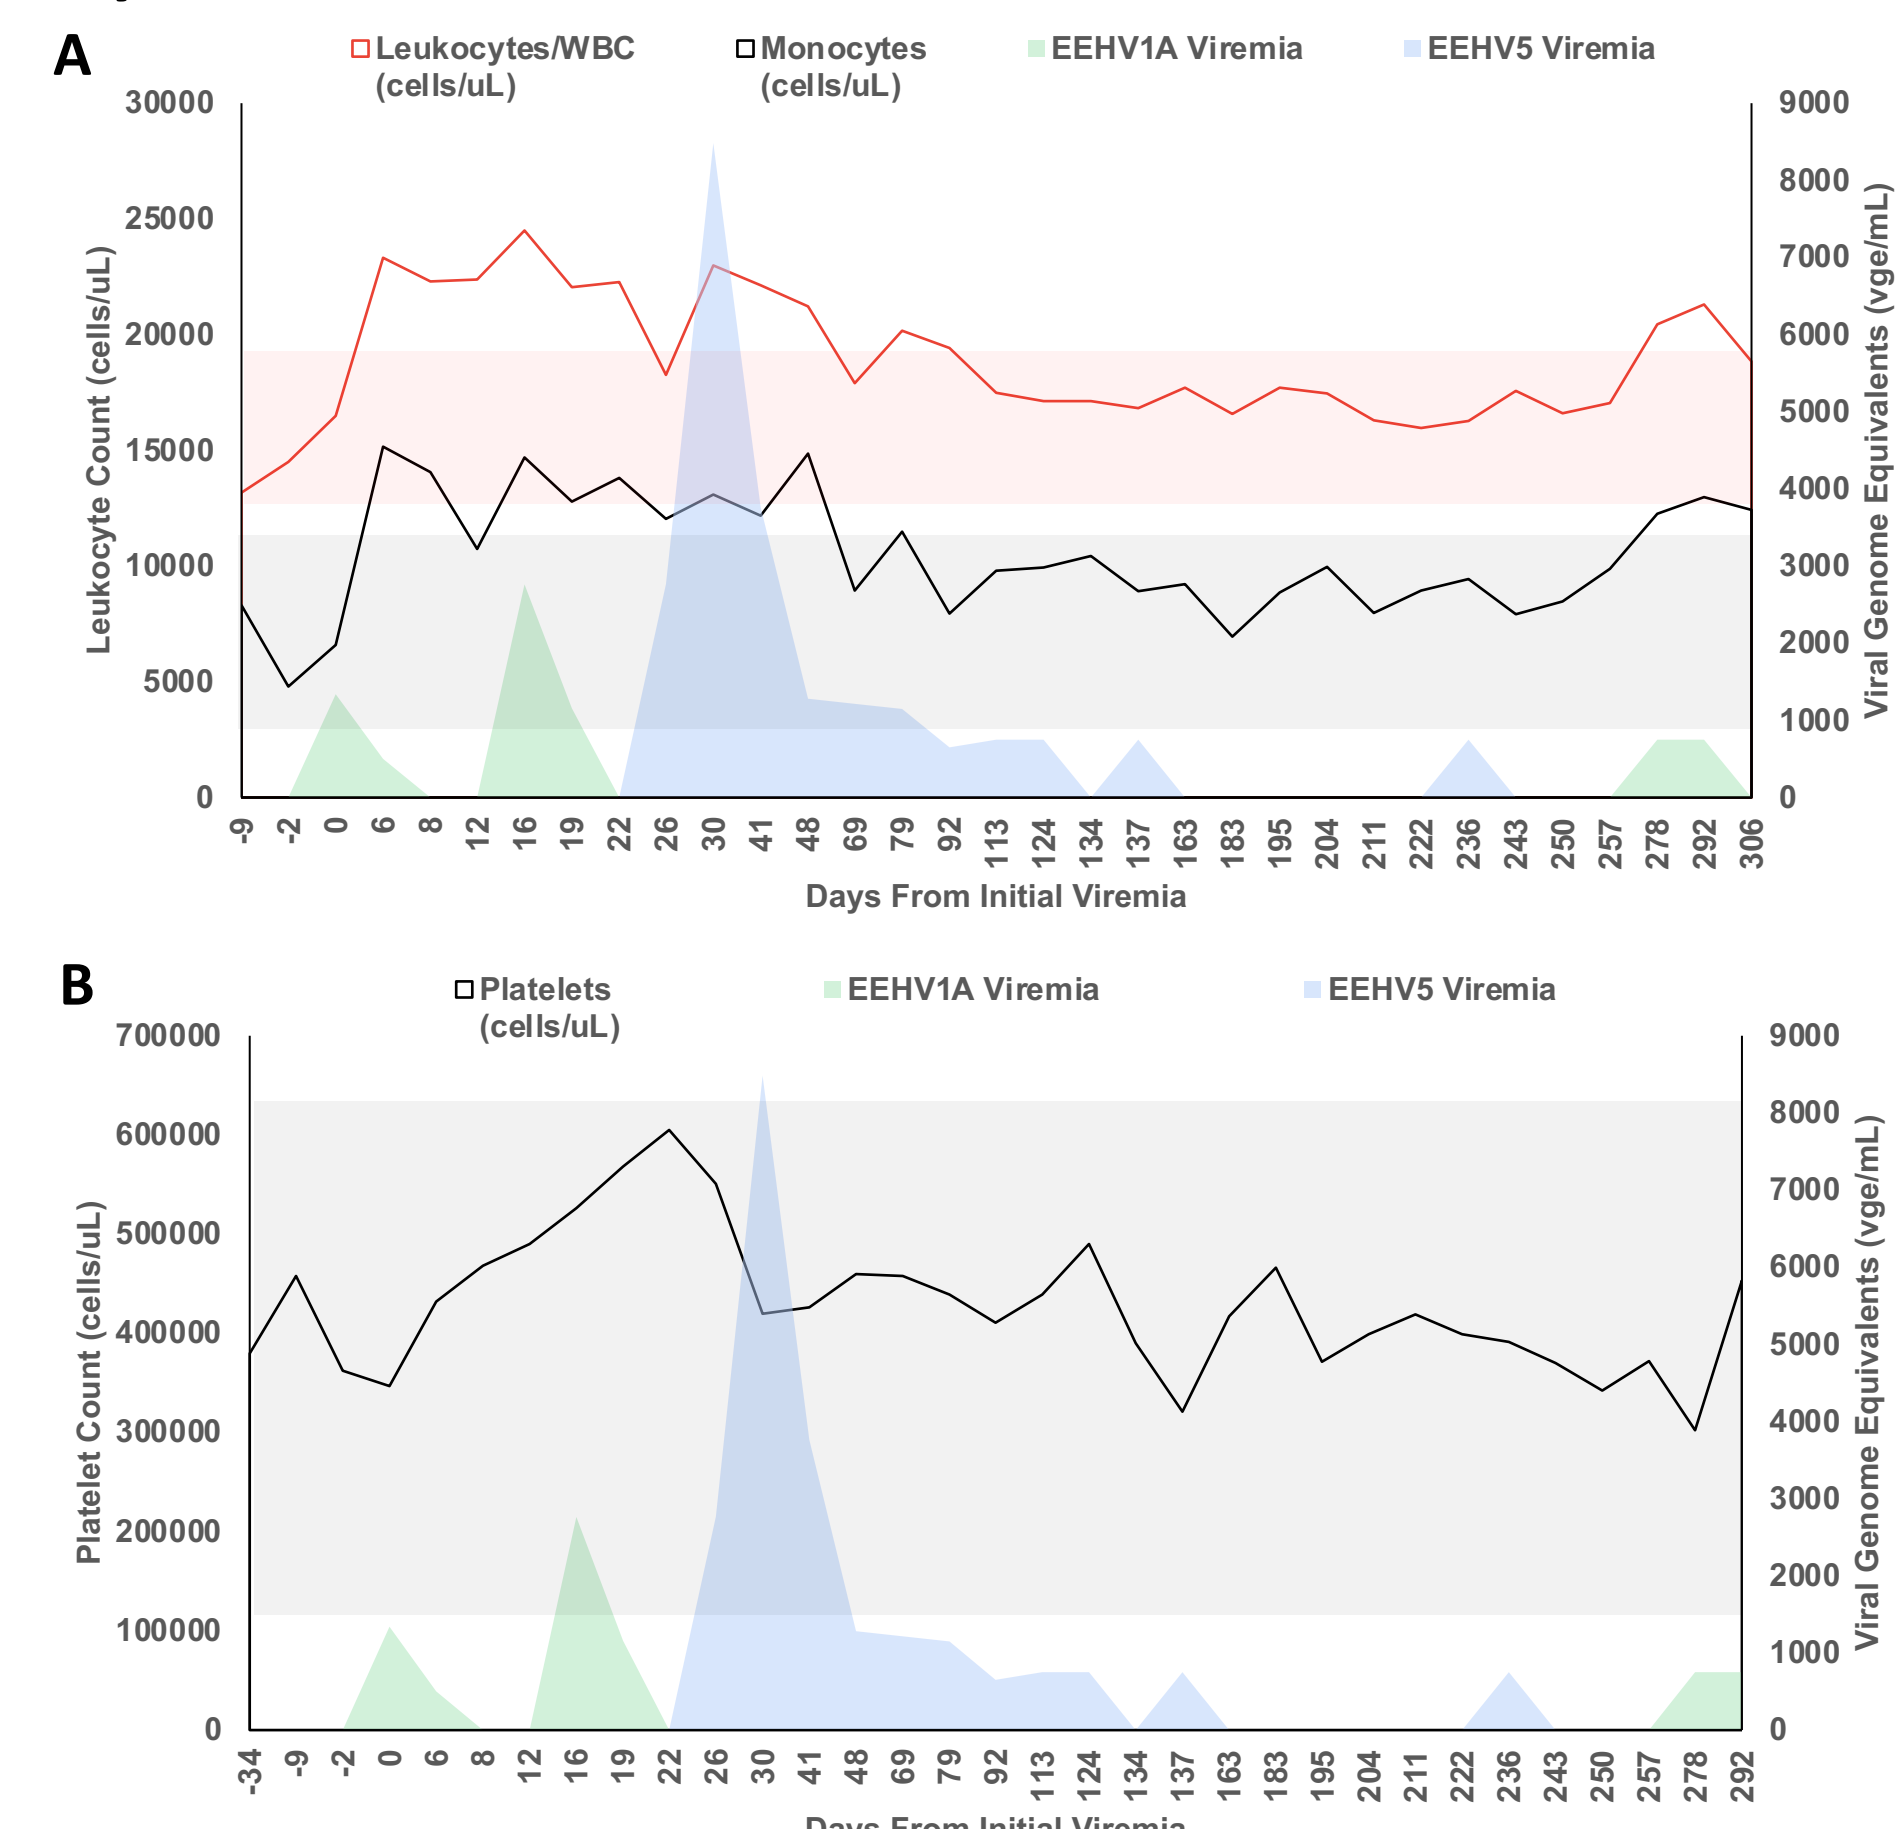 A
Leukocytes/WBC (cells/uL)
Monocytes (cells/uL)
EEHV1A Viremia
EEHV5 Viremia
30000
25000
20000
15000
10000
5000
0
Leukocyte Count (cells/uL)
9000
8000
7000
6000
5000
4000
3000
2000
1000
0
Viral Genome Equivalents (vge/mL)
-9 -2 0 6 8 12 16 19 22 26 30 41 48 69 79 92 113 124 134 137 163 183 195 204 211 222 236 243 250 257 278 292 306
Days From Initial Viremia
B
Platelets (cells/uL)
EEHV1A Viremia
EEHV5 Viremia
700000
600000
500000
400000
300000
200000
100000
0
Platelet Count (cells/uL)
9000
8000
7000
6000
5000
4000
3000
2000
1000
0
Viral Genome Equivalents (vge/mL)
-34 -9 -2 0 6 8 12 16 19 22 26 30 41 48 69 79 92 113 124 134 137 163 183 195 204 211 222 236 243 250 257 278 292
Days From Initial Viremia